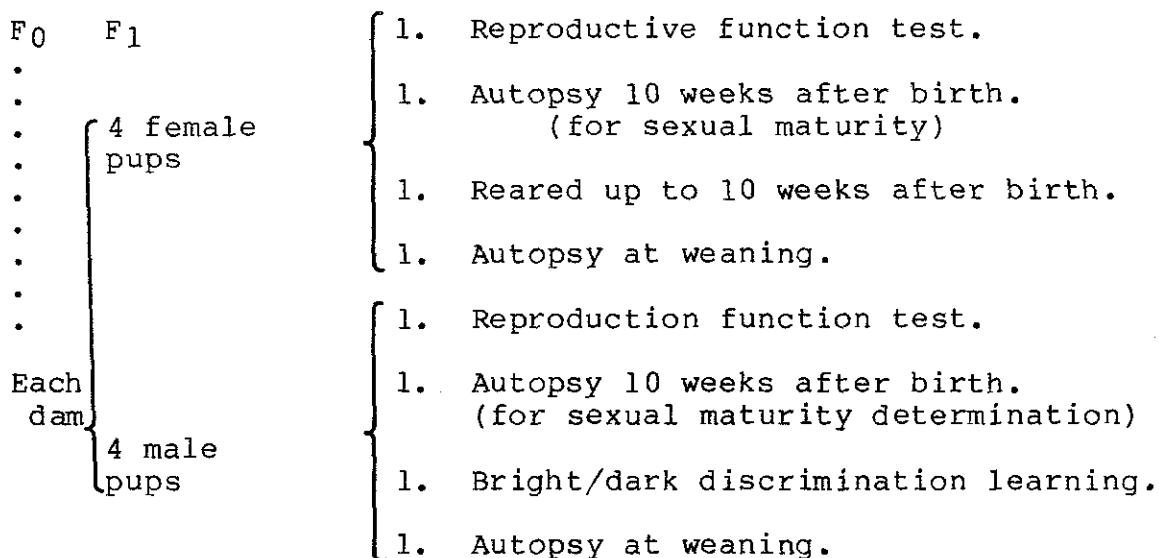 F0 F1
1. Reproductive function test.
1. Autopsy 10 weeks after birth.
(for sexual maturity)
4 female
pups
1. Reared up to 10 weeks after birth.
1. Autopsy at weaning.
1. Reproduction function test.
Each
dam
1. Autopsy 10 weeks after birth.
(for sexual maturity determination)
4 male
pups
1. Bright/dark discrimination learning.
1. Autopsy at weaning.